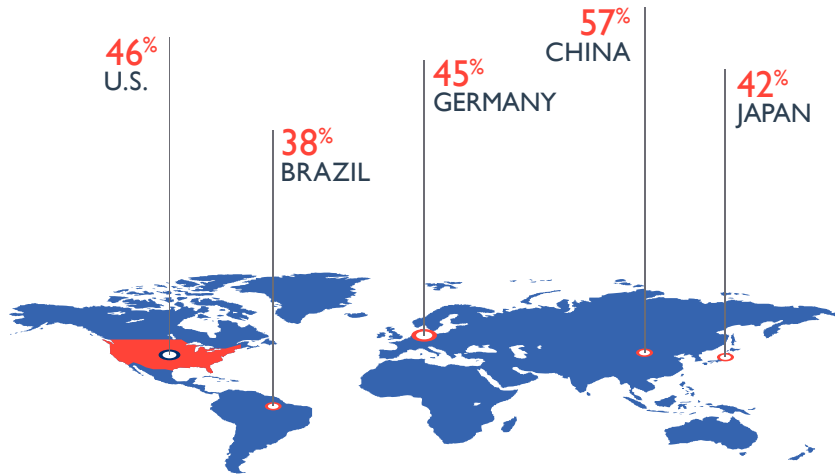 46%
U.S.
38%
BRAZIL
45%
GERMANY
57%
CHINA
42%
JAPAN